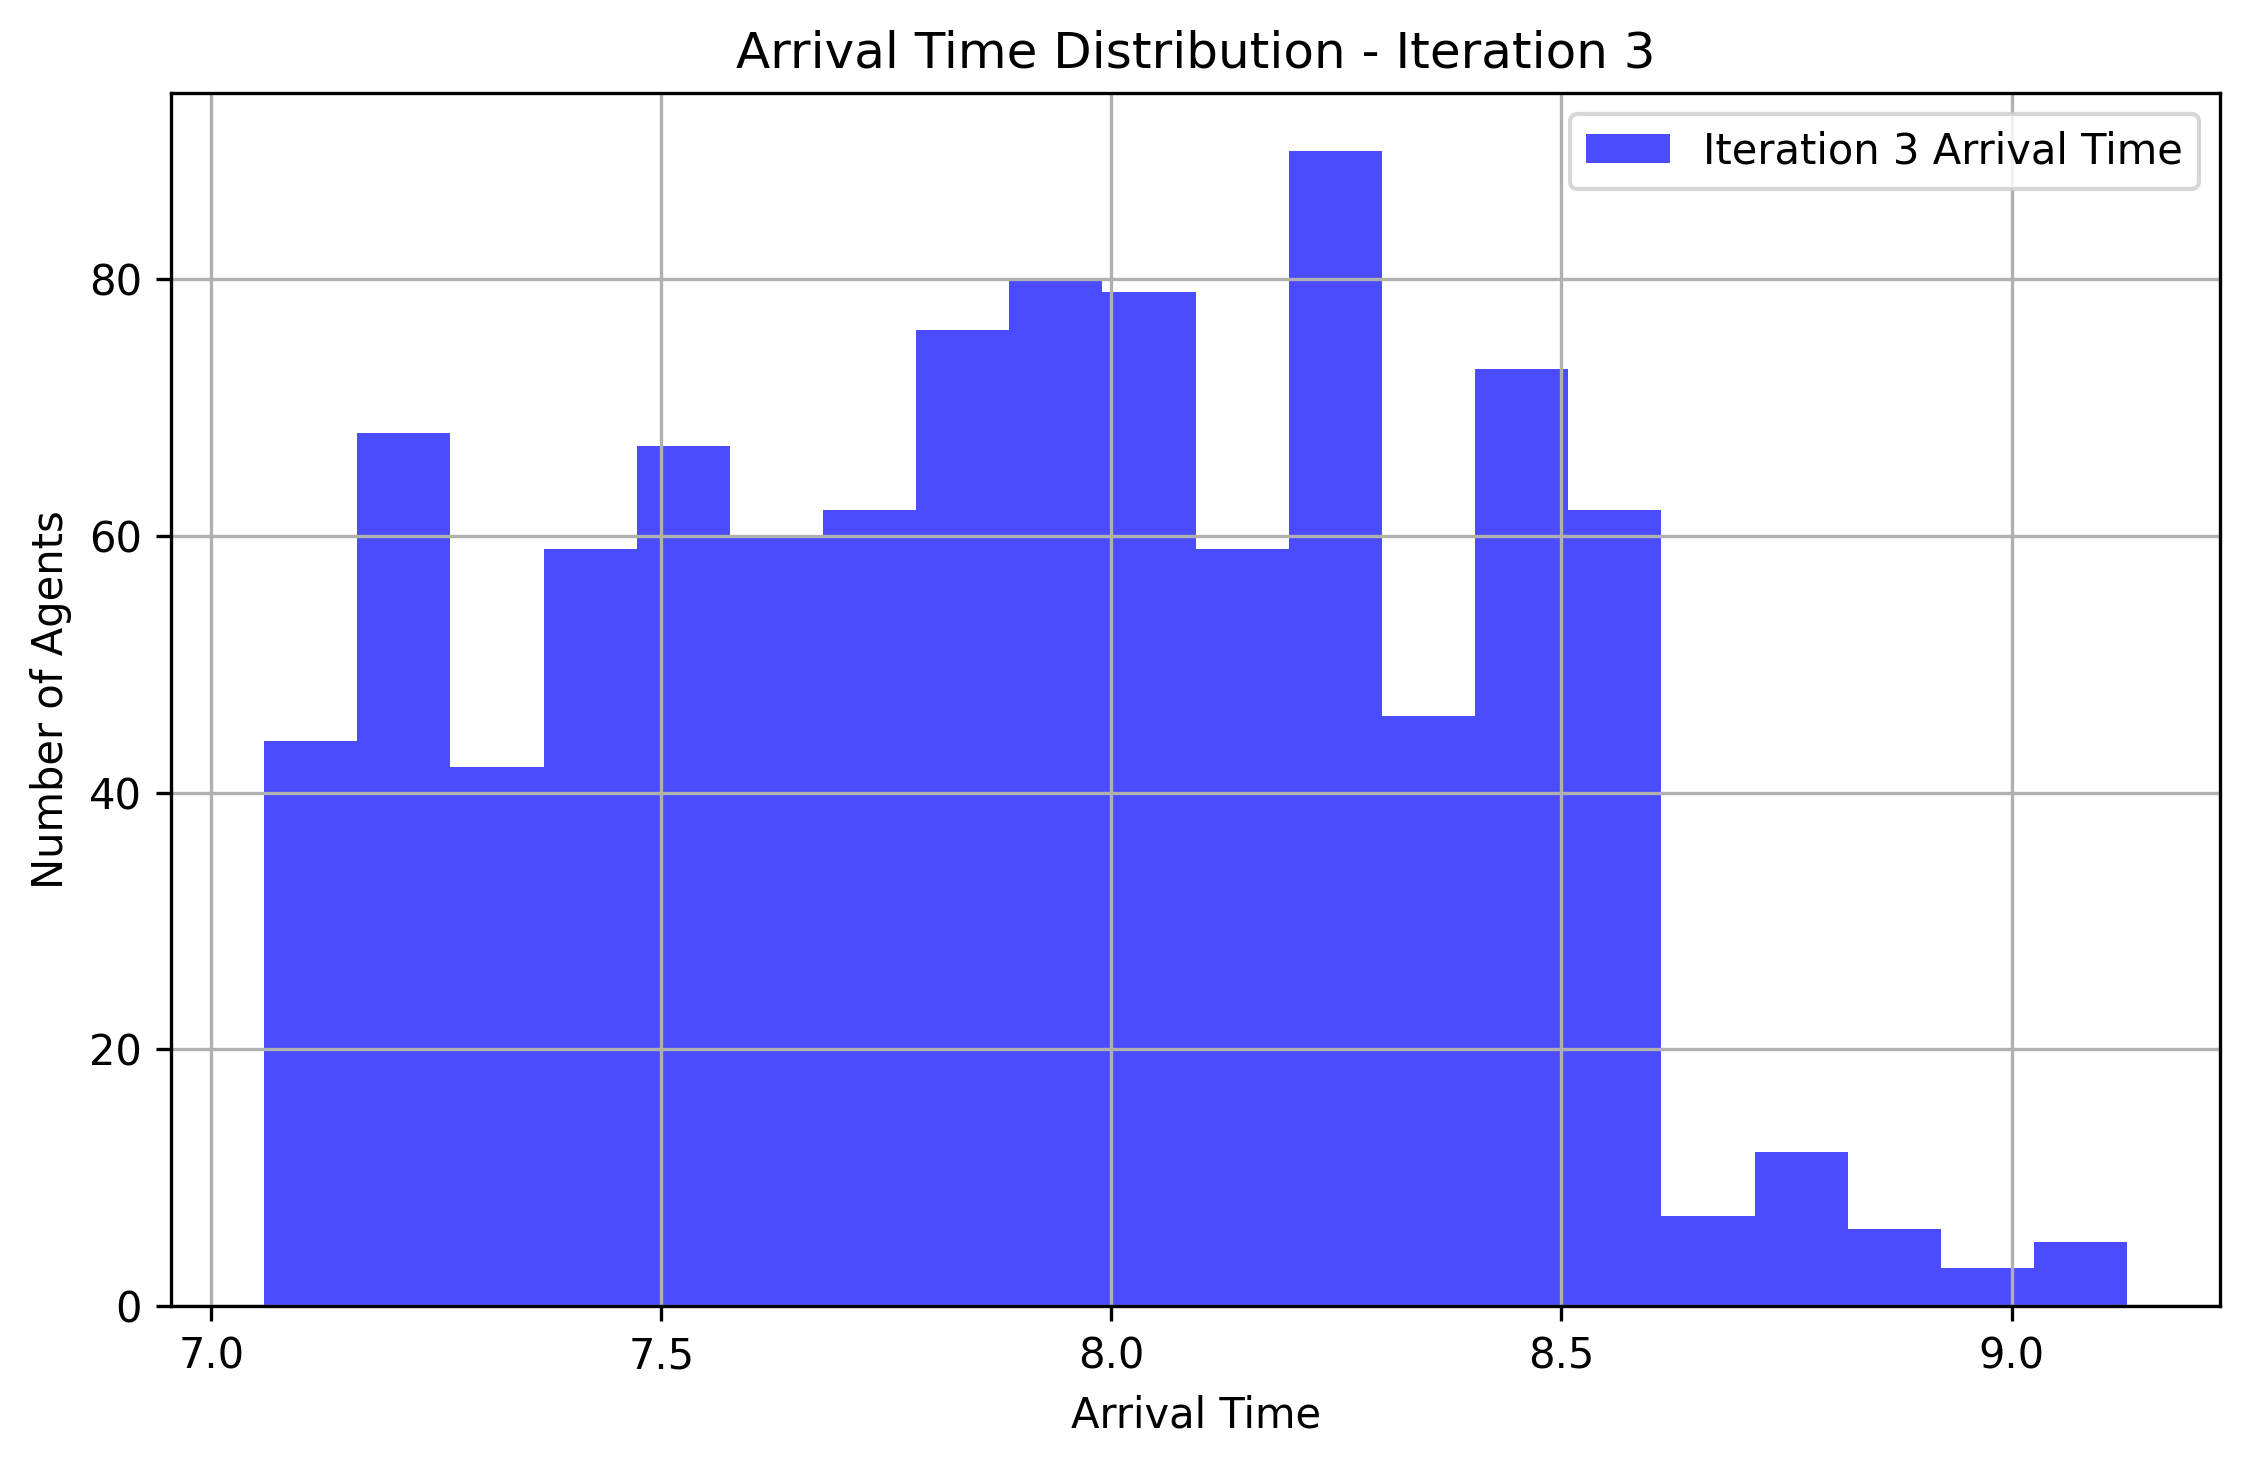 Arrival Time Distribution - Iteration 3
Iteration 3 Arrival Time
Number of Agents
80
60
40
20
0
7.0 7.5 8.0 8.5 9.0
Arrival Time